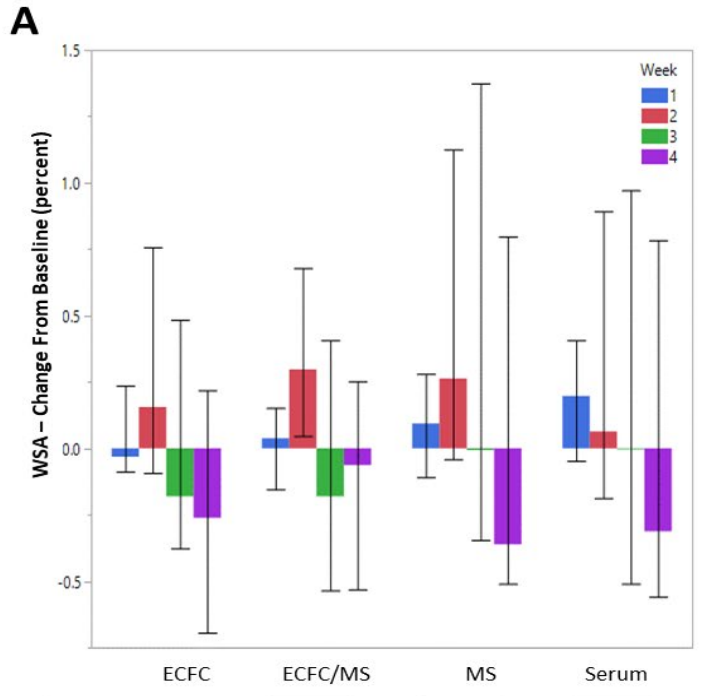 A
WSA – Change From Baseline (percent)
1.5
1.0
0.5
0.0
-0.5
Week
1
2
3
4
ECFC
ECFC/MS
MS
Serum